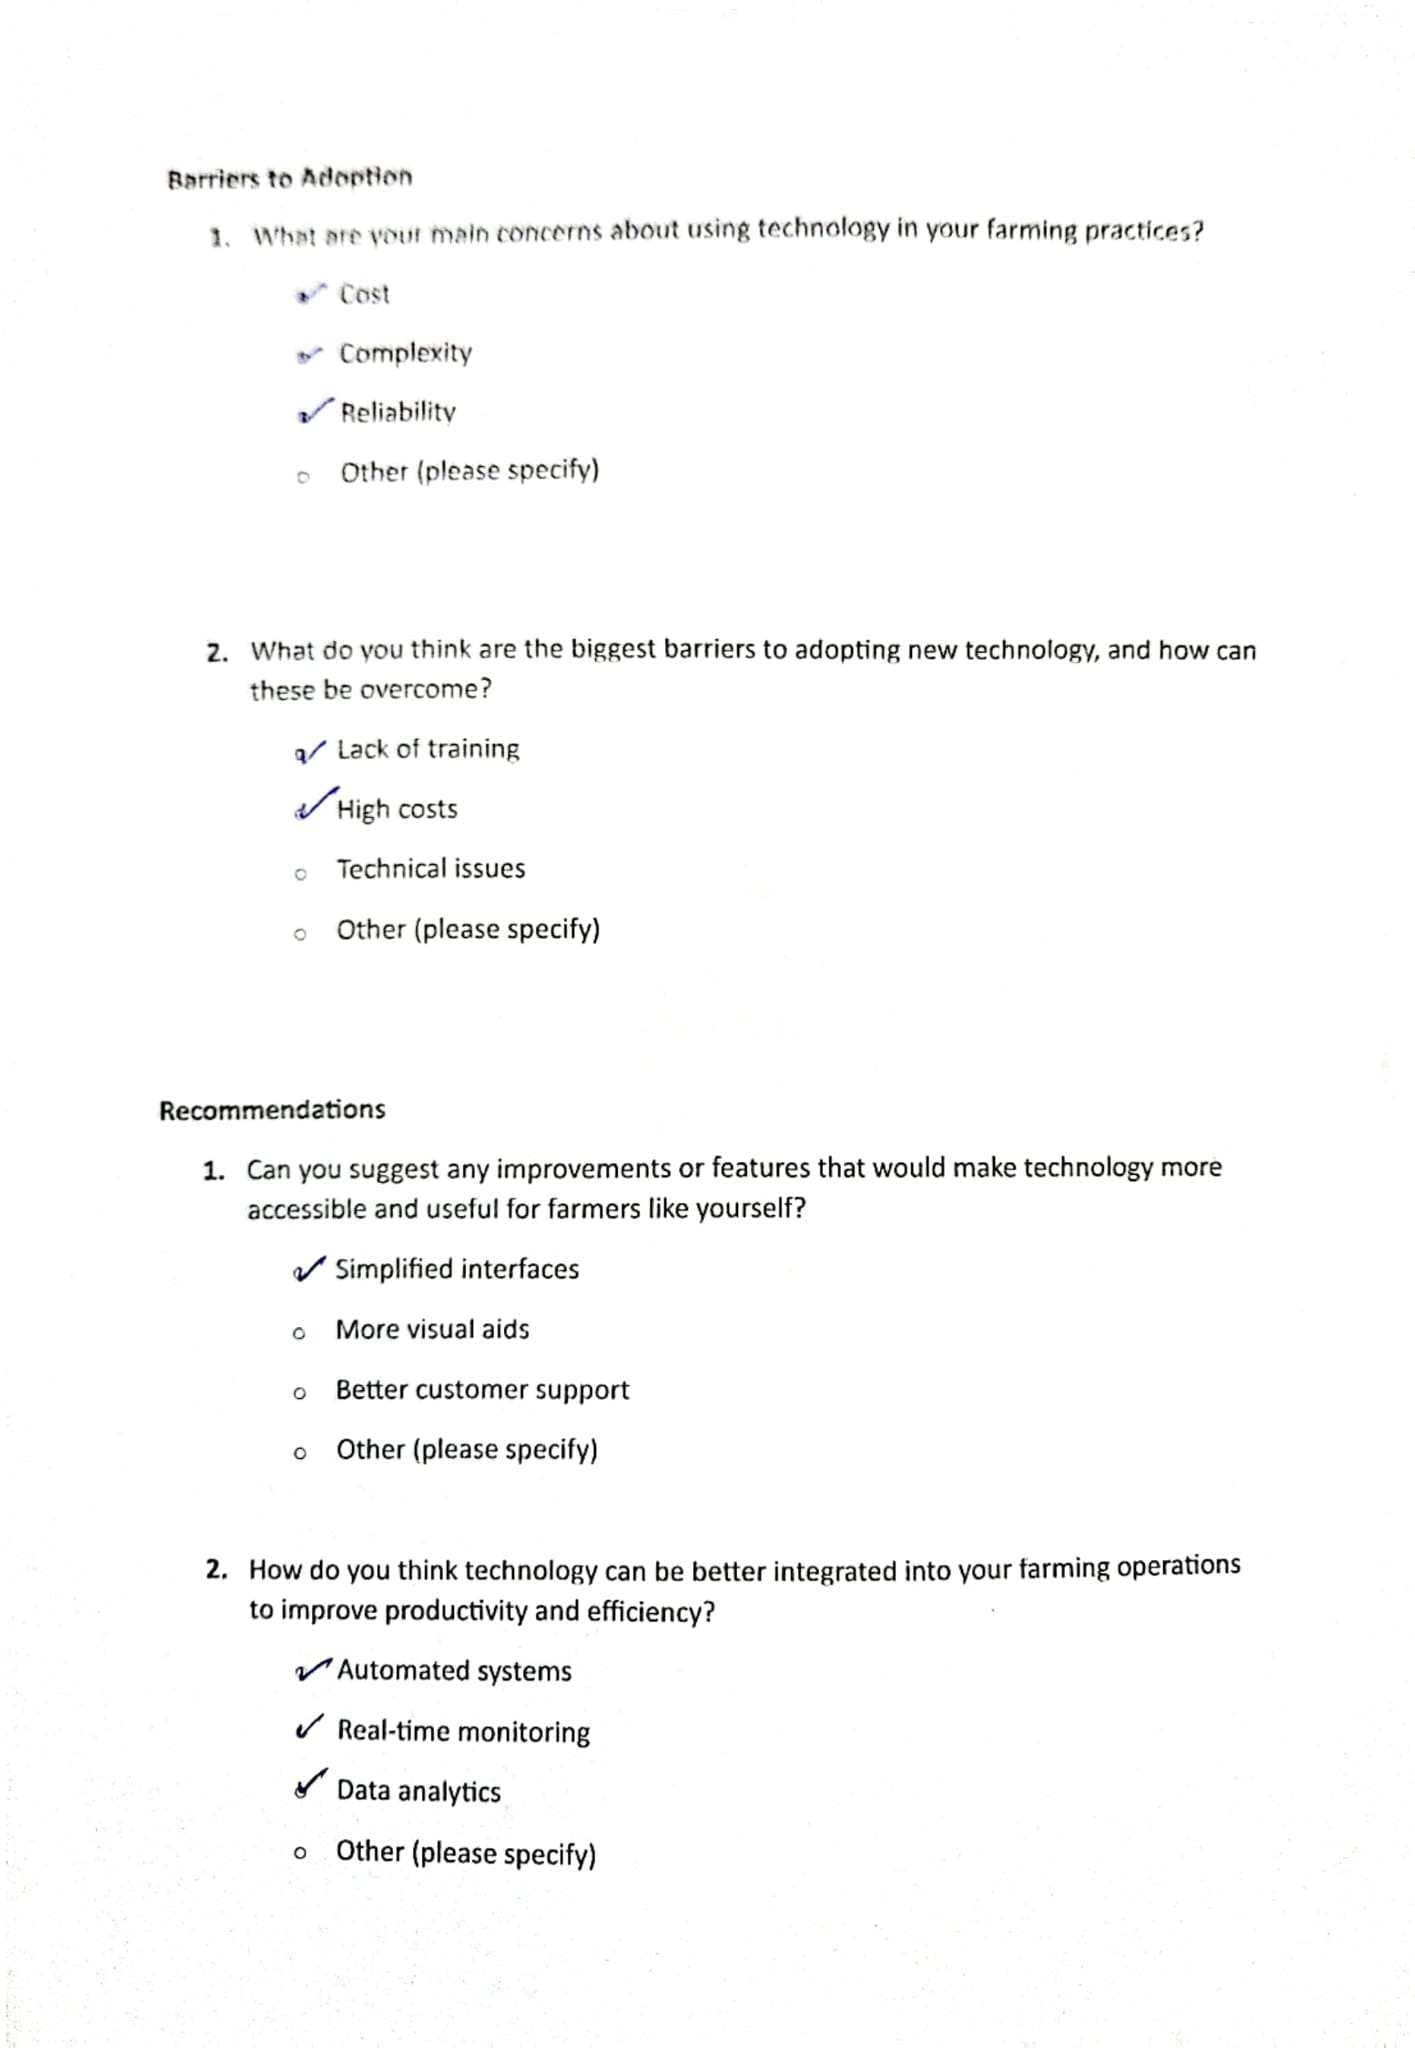 Barriers to Adoption
1. What are your main concerns about using technology in your farming practices?
✓ Cost
✓ Complexity
✓ Reliability
o Other (please specify)
2. What do you think are the biggest barriers to adopting new technology, and how can
these be overcome?
✓ Lack of training
✓ High costs
o Technical issues
o Other (please specify)
Recommendations
1. Can you suggest any improvements or features that would make technology more
accessible and useful for farmers like yourself?
✓ Simplified interfaces
o More visual aids
o Better customer support
o Other (please specify)
2. How do you think technology can be better integrated into your farming operations
to improve productivity and efficiency?
✓ Automated systems
✓ Real-time monitoring
✓ Data analytics
o Other (please specify)